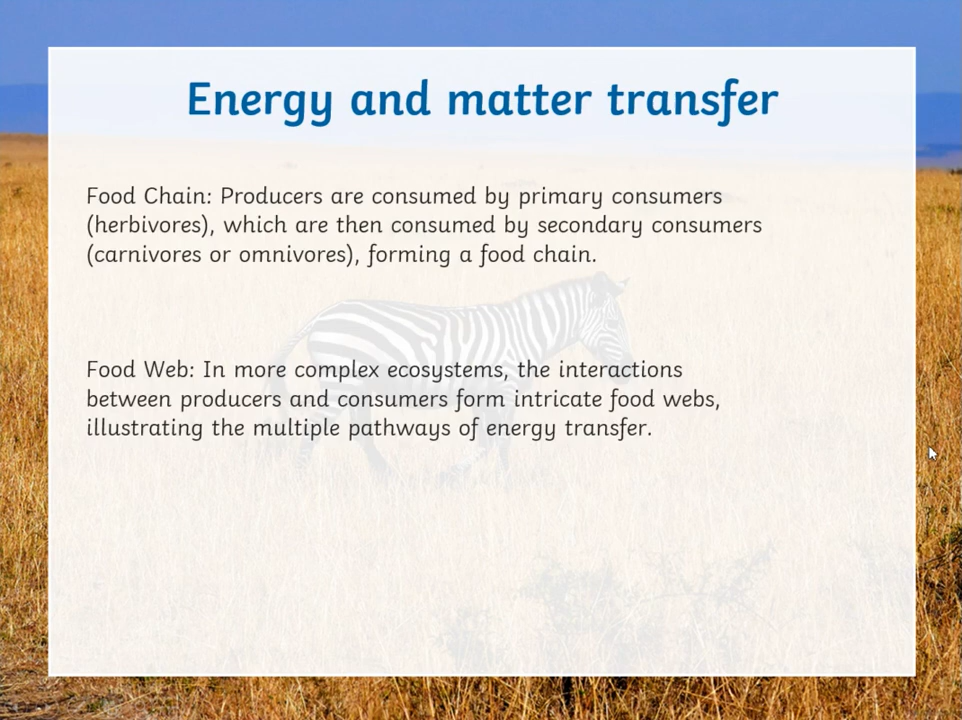 Energy and matter transfer
Food Chain: Producers are consumed by primary consumers
(herbivores), which are then consumed by secondary consumers
(carnivores or omnivores), forming a food chain.
Food Web: In more complex ecosystems, the interactions
between producers and consumers form intricate food webs,
illustrating the multiple pathways of energy transfer.